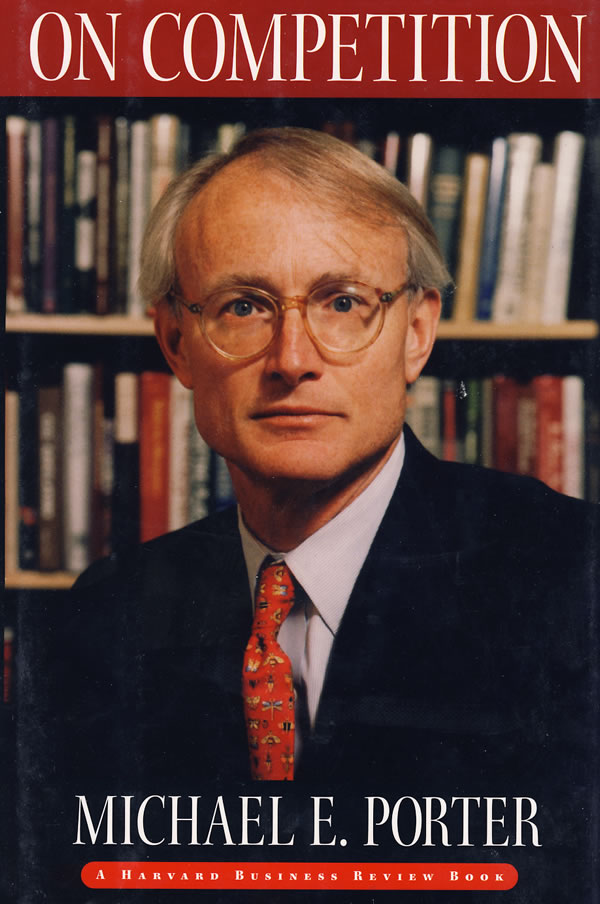 ON COMPETITION
MICHAEL E. PORTER
A HARVARD BUSINESS REVIEW BOOK